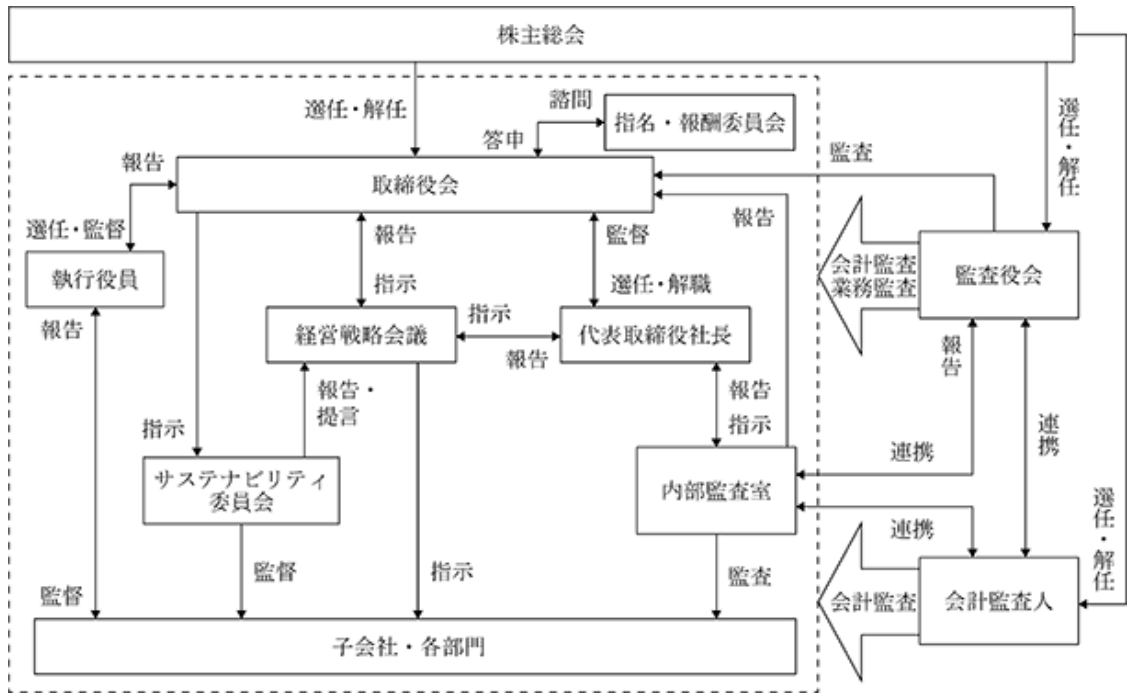 株主総会
選任・解任
諮問
指名・報酬委員会
答申
選任・解任
監査
報告
取締役会
報告
選任・監督
報告
監督
執行役員
指示
選任・解職
会計監査
業務監査
監査役会
報告
経営戦略会議
指示
報告
代表取締役社長
報告
報告・
提言
報告
指示
指示
連携
連携
サステナビリティ
委員会
内部監査室
連携
選任・解任
監督
監督
指示
監査
会計監査
会計監査人
子会社・各部門